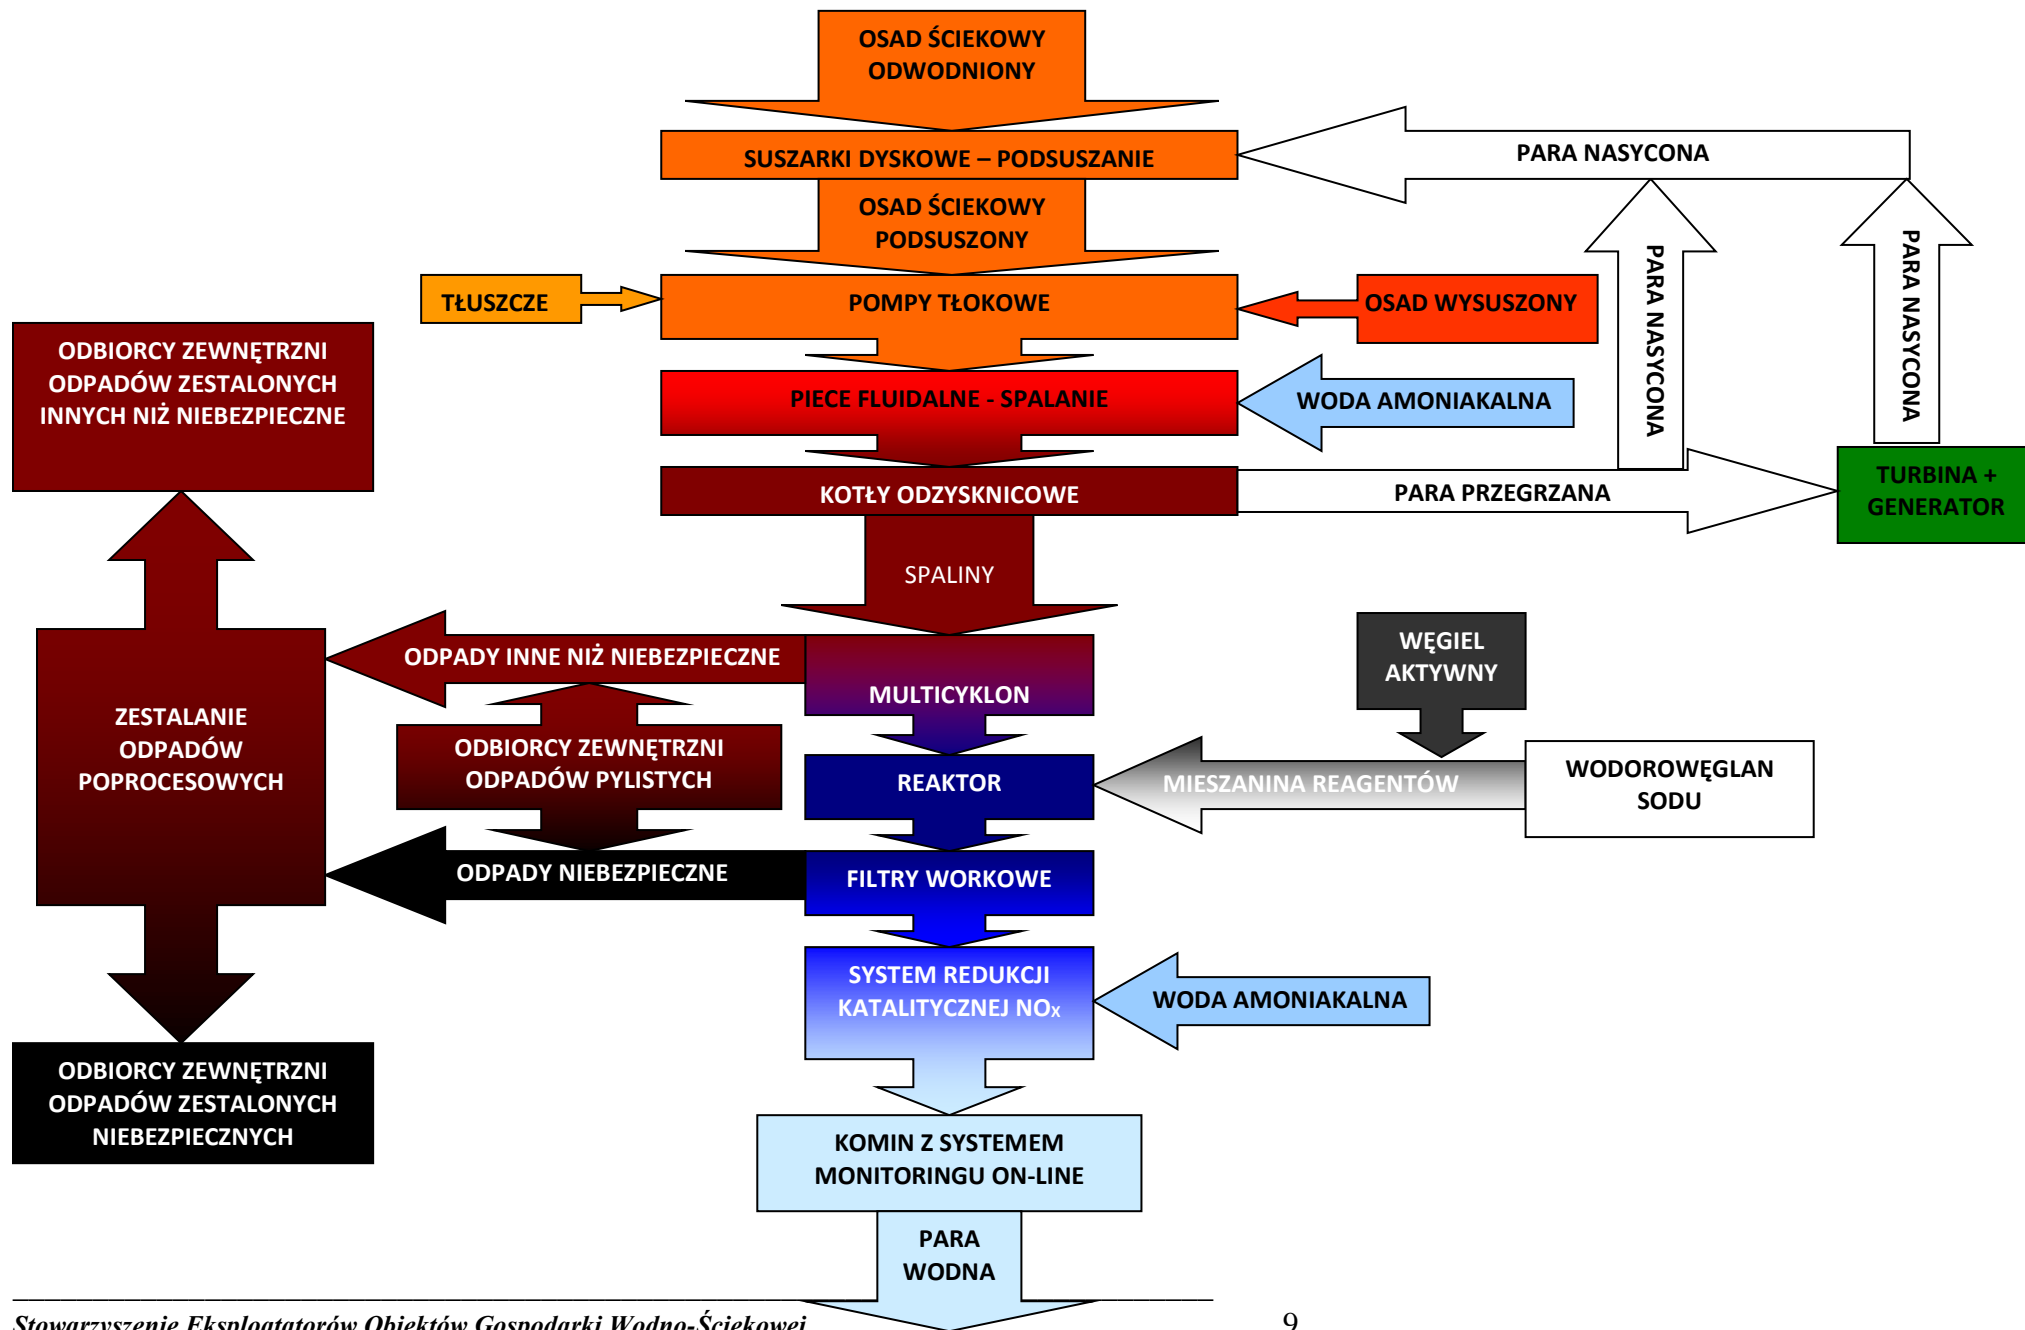 OSAD ŚCIEKOWY
ODWODNIONY
SUSZARKI DYSKOWE – PODSUSZANIE
PARA NASYCONA
OSAD ŚCIEKOWY
PODSUSZONY
PARA NASYCONA
PARA NASYCONA
TŁUSZCZE
POMPY TŁOKOWE
OSAD WYSUSZONY
ODBIORCY ZEWNĘTRZNI
ODPADÓW ZESTALONYCH
INNYCH NIŻ NIEBEZPIECZNE
PIECE FLUIDALNE - SPALANIE
WODA AMONIAKALNA
KOTŁY ODZYSKNICOWE
PARA PRZEGRZANA
TURBINA +
GENERATOR
SPALINY
ODPADY INNE NIŻ NIEBEZPIECZNE
MULTICYKLON
WĘGIEL
AKTYWNY
ZESTALANIE
ODPADÓW
POPROCESOWYCH
ODBIORCY ZEWNĘTRZNI
ODPADÓW PYLISTYCH
REAKTOR
MIESZANINA REAGENTÓW
WODOROWĘGLAN
SODU
ODPADY NIEBEZPIECZNE
FILTRY WORKOWE
SYSTEM REDUKCJI
KATALITYCZNEJ NOX
WODA AMONIAKALNA
ODBIORCY ZEWNĘTRZNI
ODPADÓW ZESTALONYCH
NIEBEZPIECZNYCH
KOMIN Z SYSTEMEM
MONITORINGU ON-LINE
PARA
WODNA
Stowarzyszenie Eksploatatorów Obiektów Gospodarki Wodno-Ściekowej 9